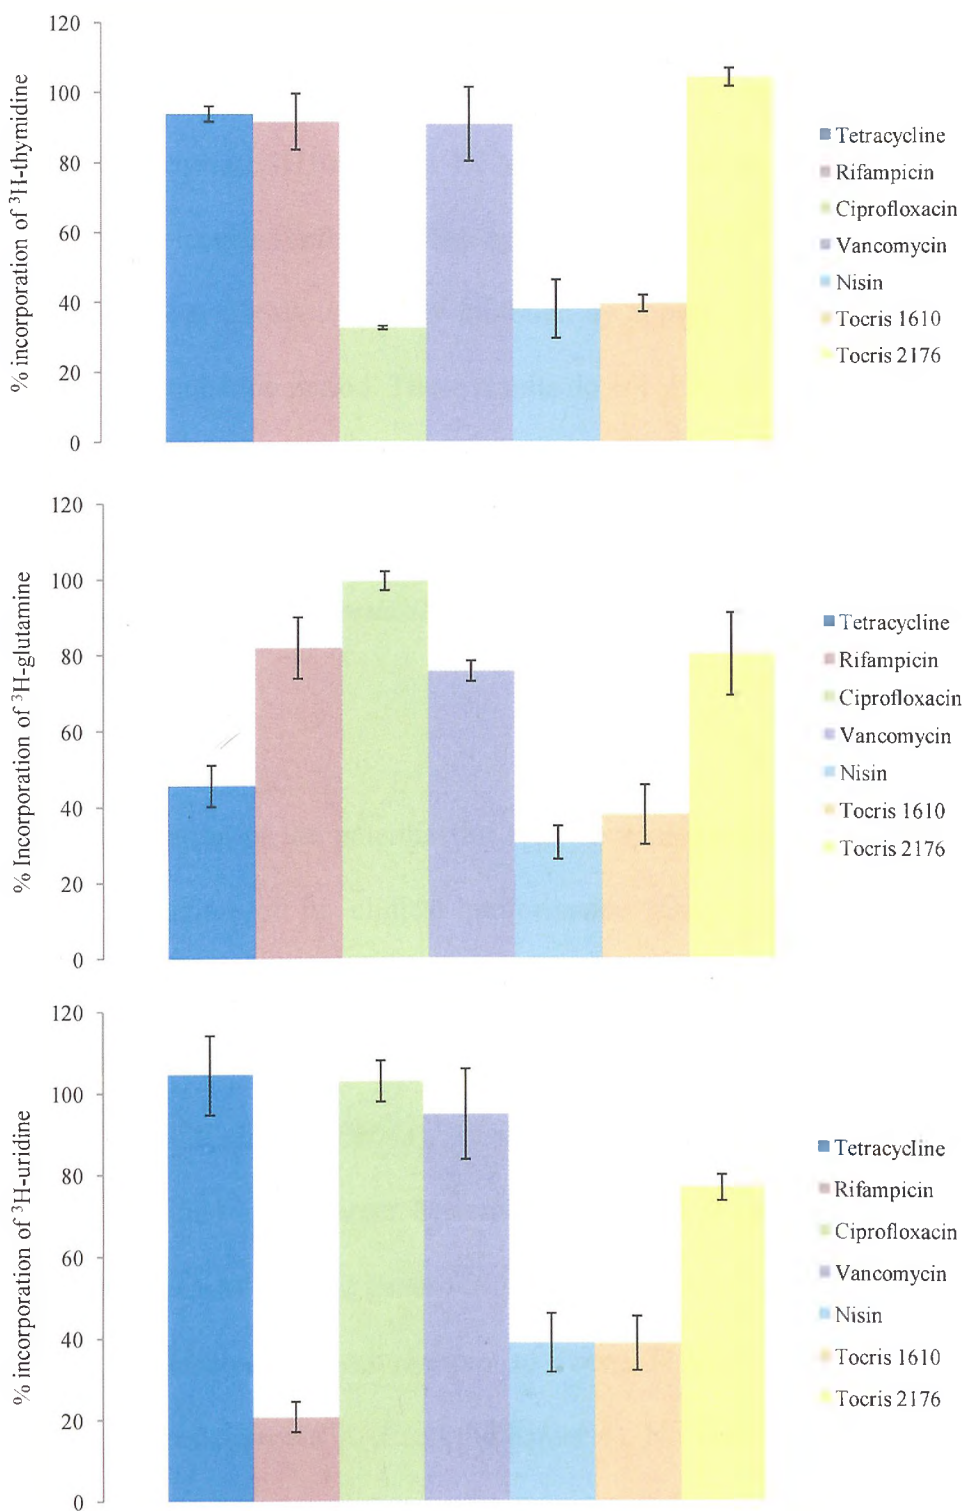 % incorporation of ³H-thymidine
120
100
80
60
40
20
0
Tetracycline
Rifampicin
Ciprofloxacin
Vancomycin
Nisin
Tocris 1610
Tocris 2176
% Incorporation of ³H-glutamine
120
100
80
60
40
20
0
Tetracycline
Rifampicin
Ciprofloxacin
Vancomycin
Nisin
Tocris 1610
Tocris 2176
% incorporation of ³H-uridine
120
100
80
60
40
20
0
Tetracycline
Rifampicin
Ciprofloxacin
Vancomycin
Nisin
Tocris 1610
Tocris 2176